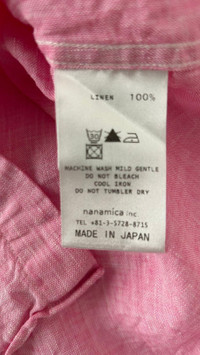 LINEN 100%
MACHINE WASH MILD GENTLE
DO NOT BLEACH
COOL IRON
DO NOT TUMBLER DRY
nanamica inc
TEL +81-3-5728-8715
MADE IN JAPAN